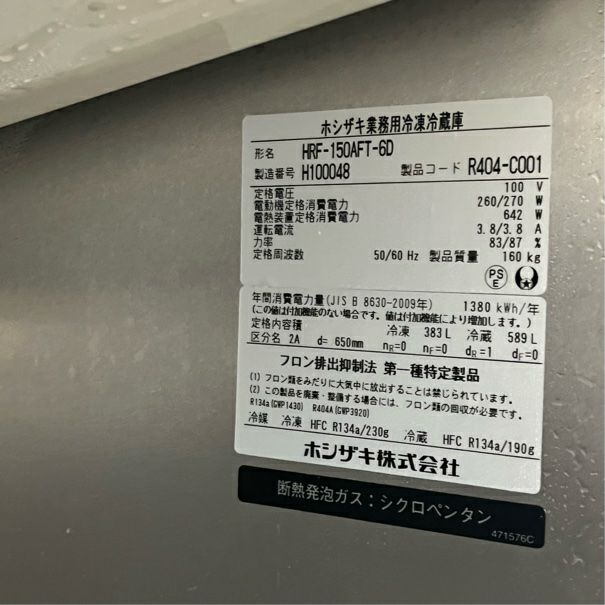 ホシザキ業務用冷凍冷蔵庫
形名 HRF-150AFT-6D
製造番号 H100048 製品コード R404-C001
定格電圧 100 V
電動機定格消費電力 260/270 W
電熱装置定格消費電力 642 W
運転電流 3.8/3.8 A
力率 83/87 %
定格周波数 50/60 Hz 製品質量 160 kg
PS
E
年間消費電力量(JIS B 8630-2009年) 1380 kWh/年
(この値は付加機能のない場合です。値は付加機能により増加します。)
定格内容積 冷凍 383 L 冷蔵 589 L
区分名 2A d= 650mm nR=0 nF=0 dR=1 dF=0
フロン排出抑制法 第一種特定製品
(1) フロン類をみだりに大気中に放出することは禁じられています。
(2) この製品を廃棄・整備する場合には、フロン類の回収が必要です。
R134a(GWP1430) R404A(GWP3920)
冷媒 冷凍 HFC R134a/230g 冷蔵 HFC R134a/190g
ホシザキ株式会社
断熱発泡ガス：シクロペンタン
471576C